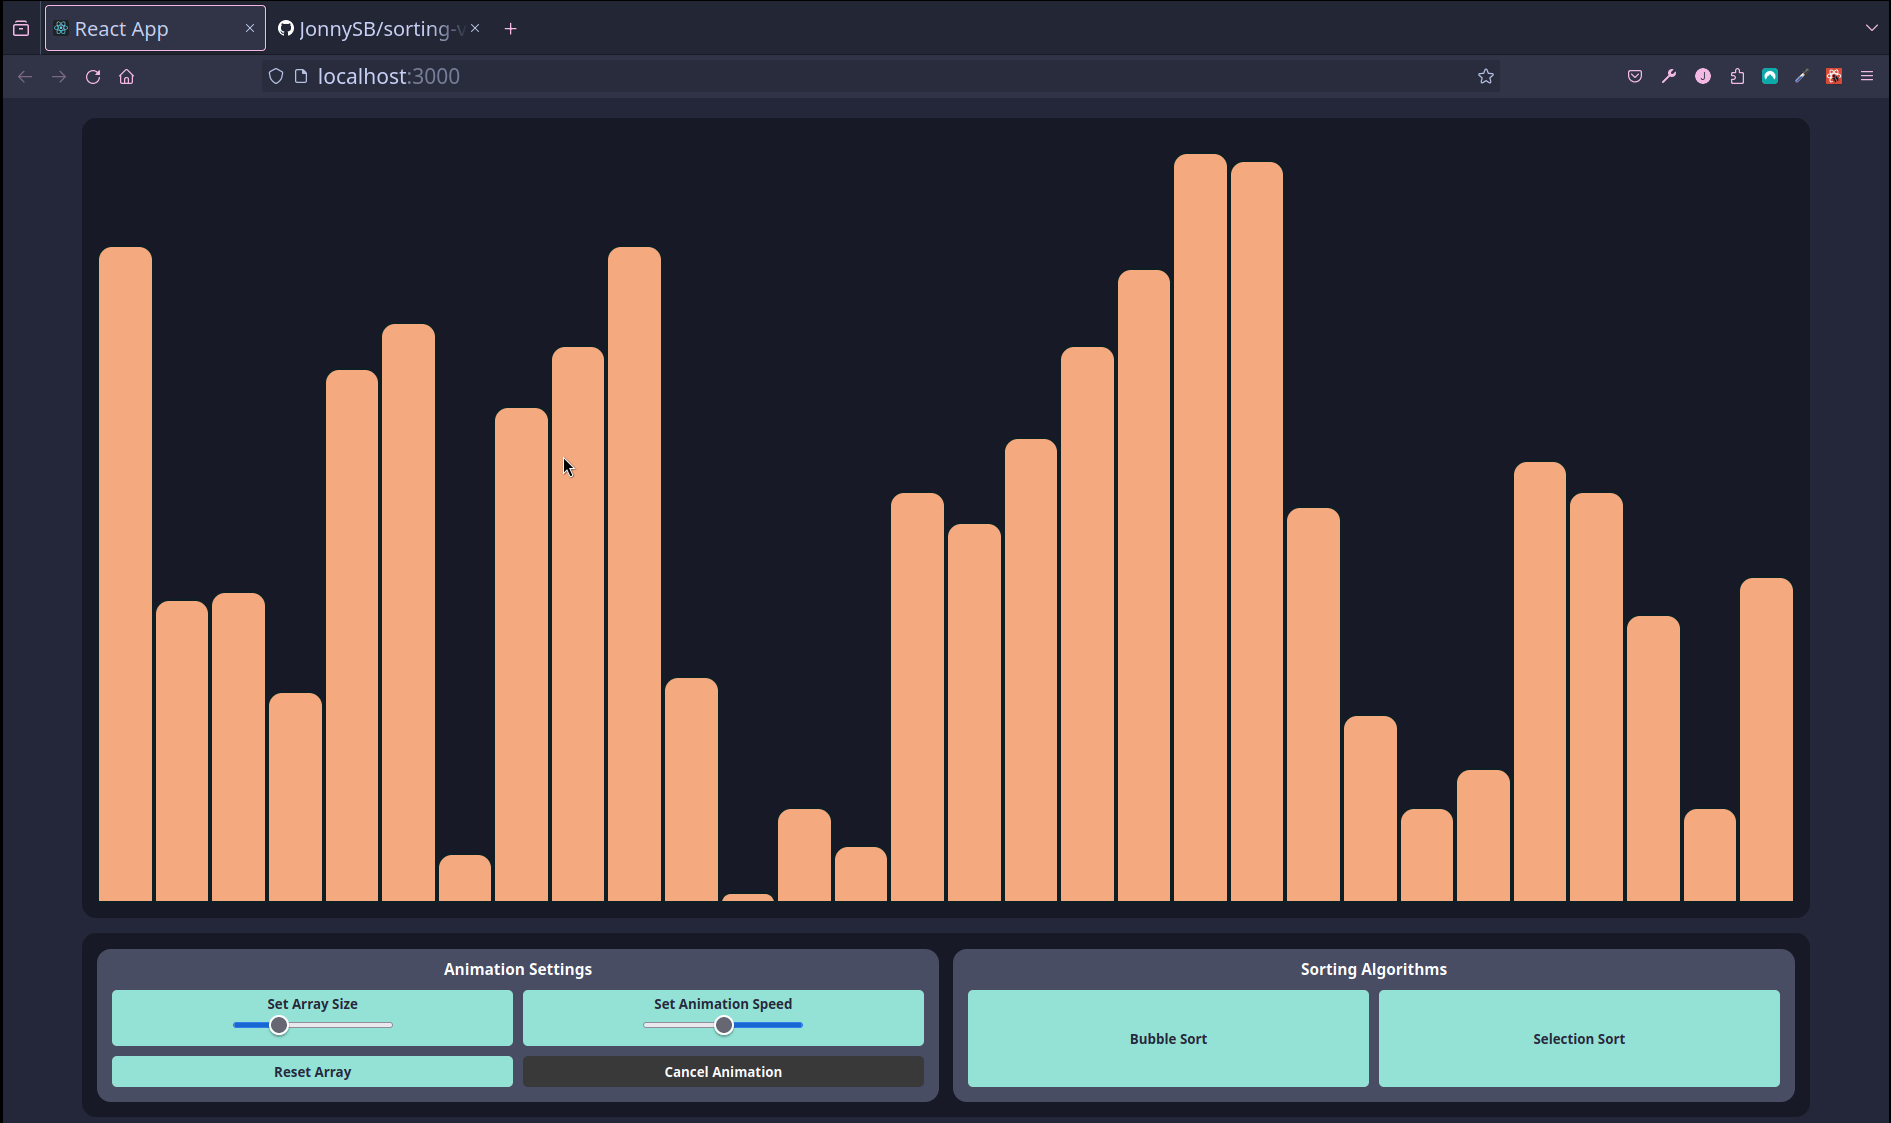 React App
JonnySB/sorting-v
localhost:3000
J
Animation Settings
Set Array Size
Set Animation Speed
Reset Array
Cancel Animation
Sorting Algorithms
Bubble Sort
Selection Sort